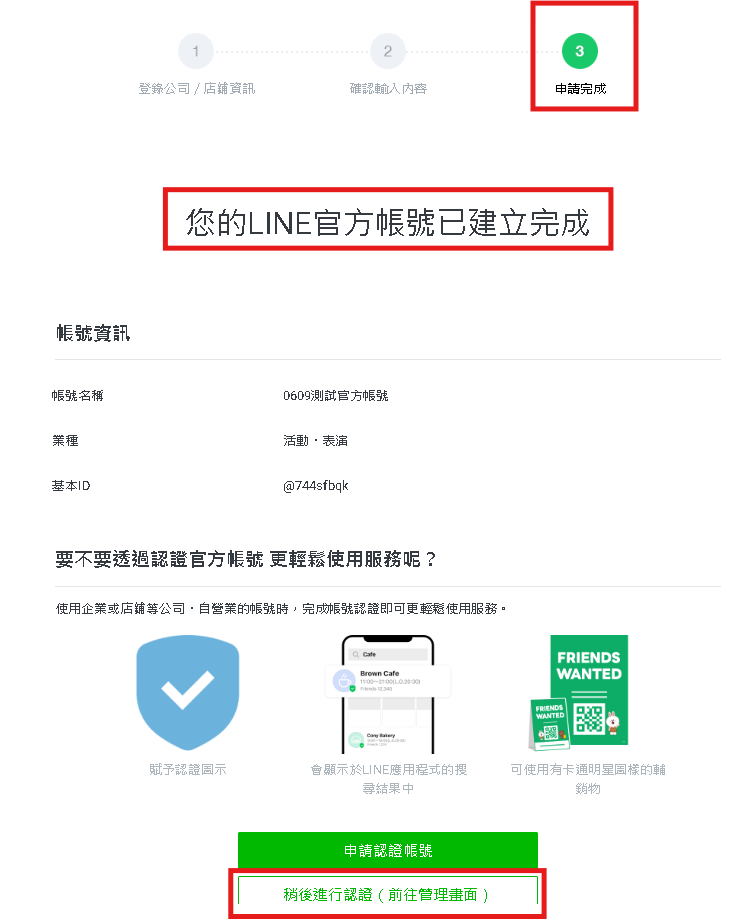 1
2
3
登錄公司 / 店鋪資訊
確認輸入內容
申請完成
您的LINE官方帳號已建立完成
帳號資訊
帳號名稱
0609測試官方帳號
業種
活動・表演
基本ID
@744sfbqk
要不要透過認證官方帳號 更輕鬆使用服務呢？
使用企業或店鋪等公司・自營業的帳號時，完成帳號認證即可更輕鬆使用服務。
Cafe
Brown Cafe
11:00～21:00(L.O.20:30)
Friends 12,345
Cony Bakery
FRIENDS
WANTED
FRIENDS
WANTED
賦予認證圖示
會顯示於LINE應用程式的搜
尋結果中
可使用有卡通明星圖樣的輔
銷物
申請認證帳號
稍後進行認證（前往管理畫面）